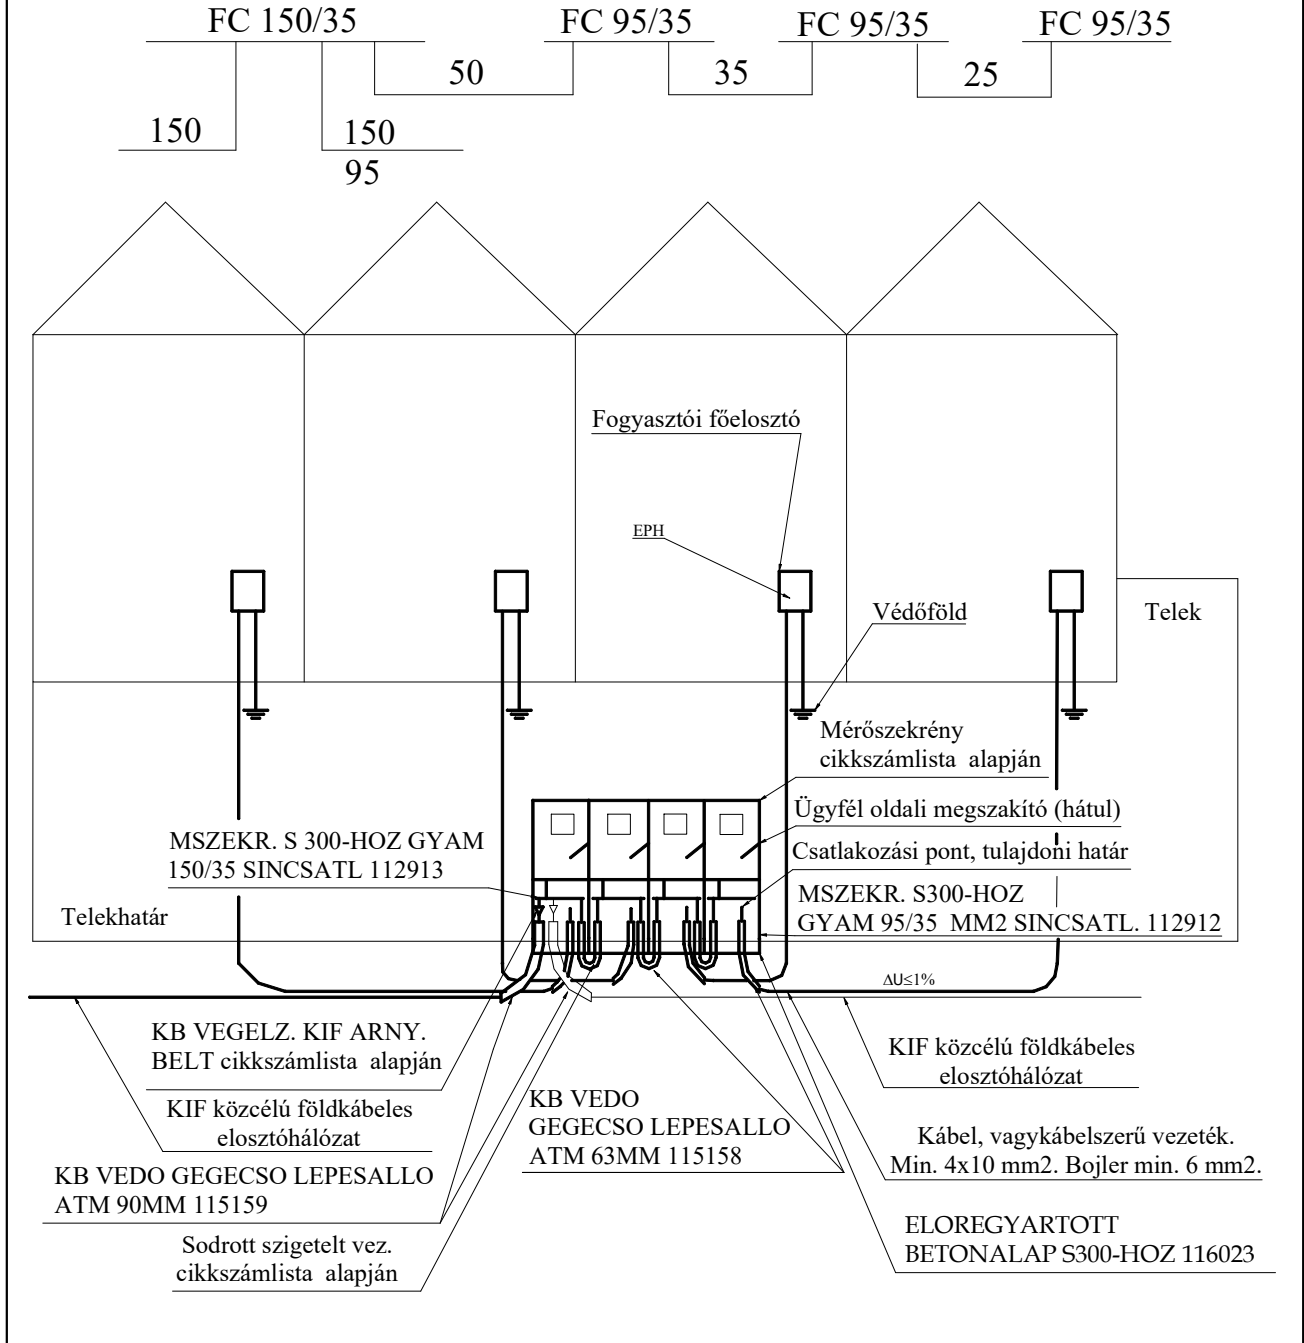 FC 150/35
FC 95/35
FC 95/35
FC 95/35
50
35
25
150
150
95
Fogyasztói főelosztó
EPH
Védőföld
Telek
Mérőszekrény
cikkszámlista alapján
Ügyfél oldali megszakító (hátul)
MSZEKR. S 300-HOZ GYAM
150/35 SINCSATL 112913
Csatlakozási pont, tulajdoni határ
MSZEKR. S300-HOZ
GYAM 95/35 MM2 SINCSATL. 112912
Telekhatár
ΔU≤1%
KB VEGELZ. KIF ARNY.
BELT cikkszámlista alapján
KIF közcélú földkábeles
elosztóhálózat
KIF közcélú földkábeles
elosztóhálózat
KB VEDO
GEGECSO LEPESALLO
ATM 63MM 115158
Kábel, vagykábelszerű vezeték.
Min. 4x10 mm2. Bojler min. 6 mm2.
KB VEDO GEGECSO LEPESALLO
ATM 90MM 115159
Sodrott szigetelt vez.
cikkszámlista alapján
ELOREGYARTOTT
BETONALAP S300-HOZ 116023